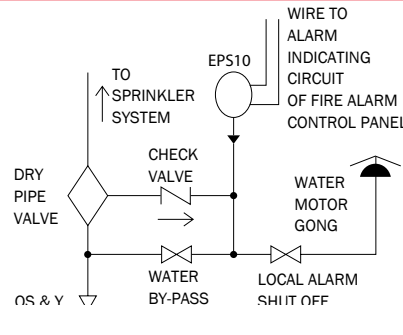 WIRE TO
ALARM
INDICATING
CIRCUIT
OF FIRE ALARM
CONTROL PANEL
EPS10
TO
SPRINKLER
SYSTEM
CHECK
VALVE
DRY
PIPE
VALVE
WATER
MOTOR
GONG
WATER
BY-PASS
LOCAL ALARM
SHUT OFF
OS & Y